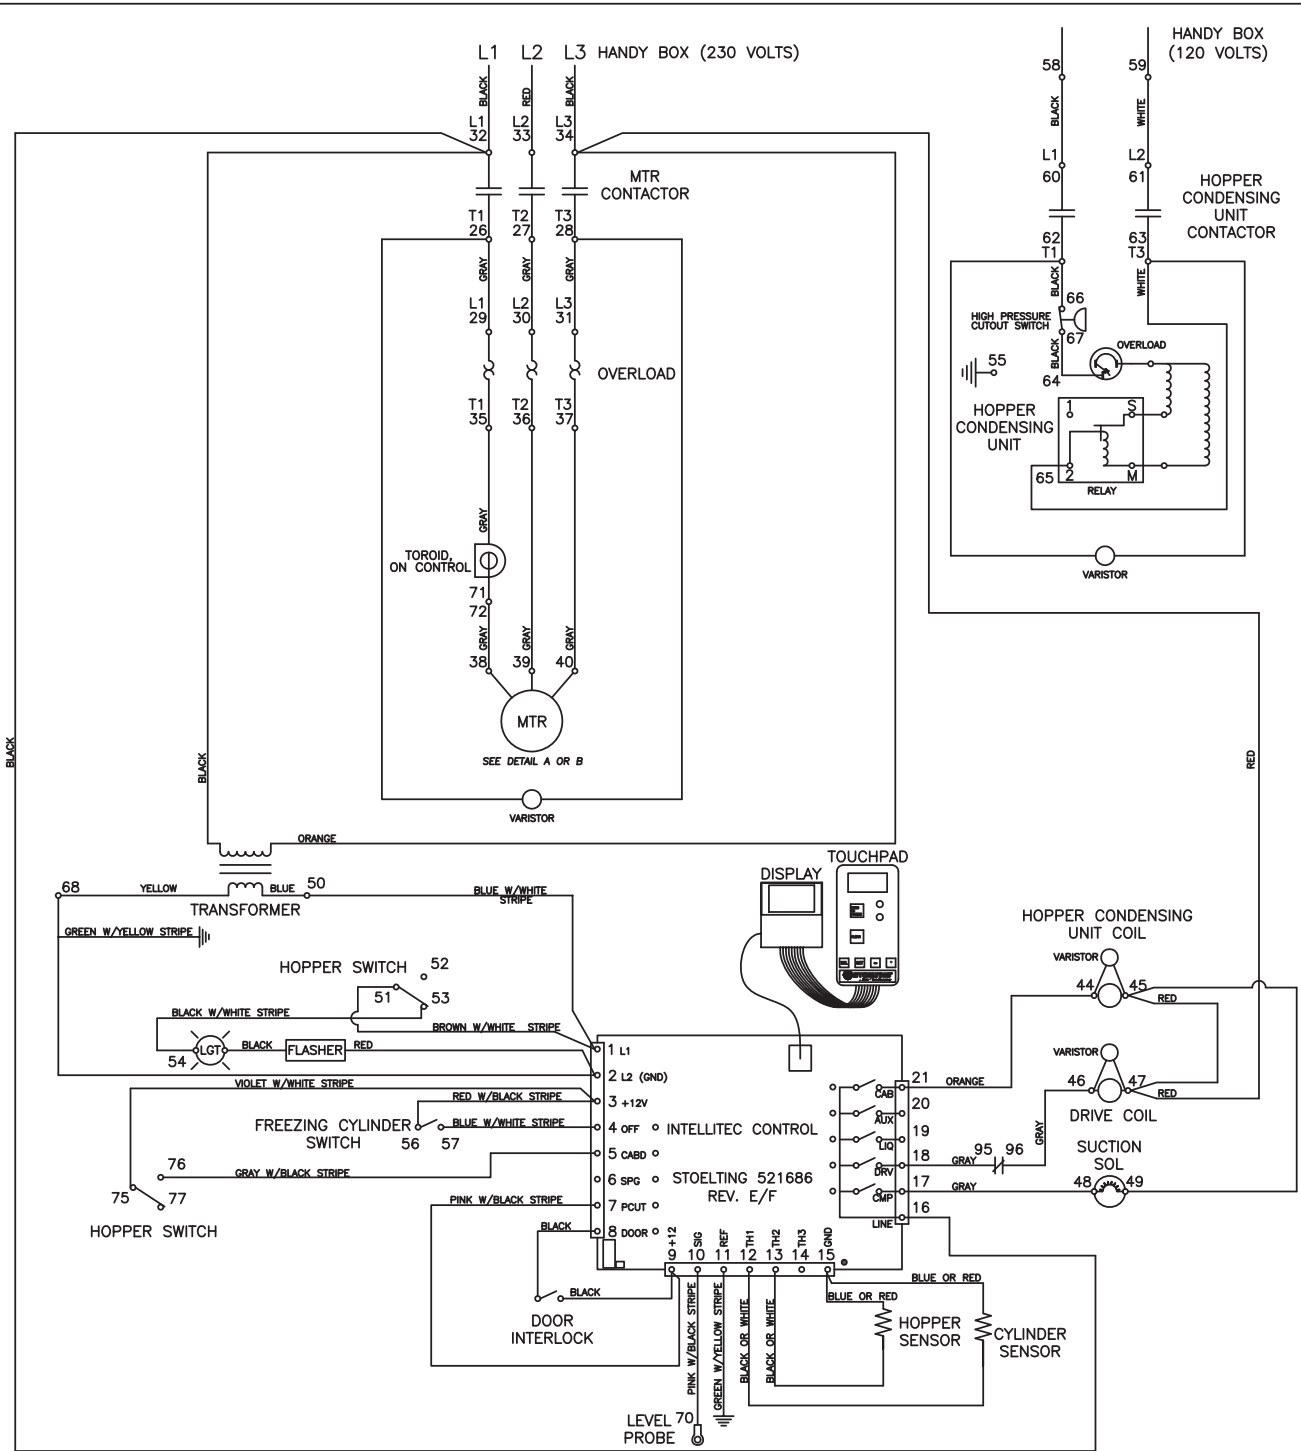 L1 L2 L3 HANDY BOX (230 VOLTS)
BLACK
RED
BLACK
L1
32
L2
33
L3
34
MTR
CONTACTOR
T1
26
T2
27
T3
28
GRAY
GRAY
GRAY
L1
29
L2
30
L3
31
OVERLOAD
T1
35
T2
36
T3
37
GRAY
TOROID,
ON CONTROL
71
72
GRAY
GRAY
GRAY
38
39
40
MTR
SEE DETAIL A OR B
VARISTOR
HANDY BOX
(120 VOLTS)
58
59
BLACK
WHITE
L1
60
L2
61
HOPPER
CONDENSING
UNIT
CONTACTOR
62
T1
63
T3
BLACK
WHITE
66
HIGH PRESSURE
CUTOUT SWITCH
67
BLACK
OVERLOAD
55
64
HOPPER
CONDENSING
UNIT
1
S
65
2
M
RELAY
VARISTOR
BLACK
BLACK
RED
ORANGE
68
YELLOW
BLUE
50
BLUE W/WHITE
STRIPE
TRANSFORMER
GREEN W/YELLOW STRIPE
HOPPER SWITCH
52
51
53
BLACK W/WHITE STRIPE
BROWN W/WHITE STRIPE
54
LGT
BLACK
FLASHER
RED
VIOLET W/WHITE STRIPE
RED W/BLACK STRIPE
FREEZING CYLINDER
SWITCH
56
57
BLUE W/WHITE STRIPE
76
GRAY W/BLACK STRIPE
75
77
HOPPER SWITCH
PINK W/BLACK STRIPE
BLACK
BLACK
DOOR
INTERLOCK
DISPLAY
TOUCHPAD
1 L1
2 L2 (GND)
3 +12V
4 OFF
5 CABD
6 SPG
7 PCUT
8 DOOR
INTELLITEC CONTROL
STOELTING 521686
REV. E/F
21
CAB
20
AUX
19
LIQ
18
DRV
17
CMP
16
LINE
+12
9
SIG
10
REF
11
TH1
12
TH2
13
TH3
14
GND
15
ORANGE
GRAY
95
96
GRAY
GRAY
HOPPER CONDENSING
UNIT COIL
VARISTOR
44
45
RED
VARISTOR
46
47
RED
DRIVE COIL
SUCTION
SOL
48
49
PINK W/BLACK STRIPE
GREEN W/YELLOW STRIPE
BLACK OR WHITE
BLACK OR WHITE
BLUE OR RED
BLUE OR RED
HOPPER
SENSOR
CYLINDER
SENSOR
LEVEL
PROBE
70